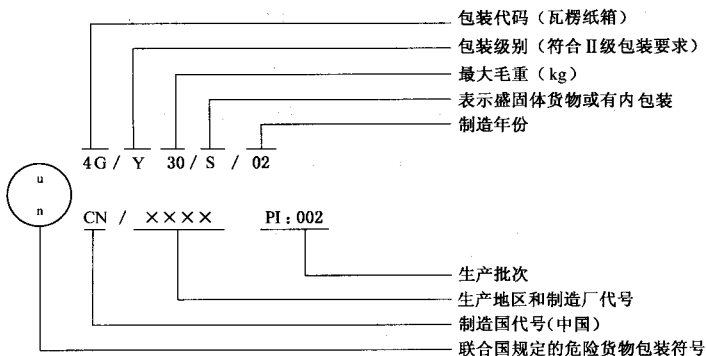 包装代码（瓦楞纸箱）
包装级别（符合Ⅱ级包装要求）
最大毛重（kg）
表示盛固体货物或有内包装
制造年份
4G / Y 30 / S / 02
u
n
CN / ×××× PI：002
生产批次
生产地区和制造厂代号
制造国代号(中国)
联合国规定的危险货物包装符号